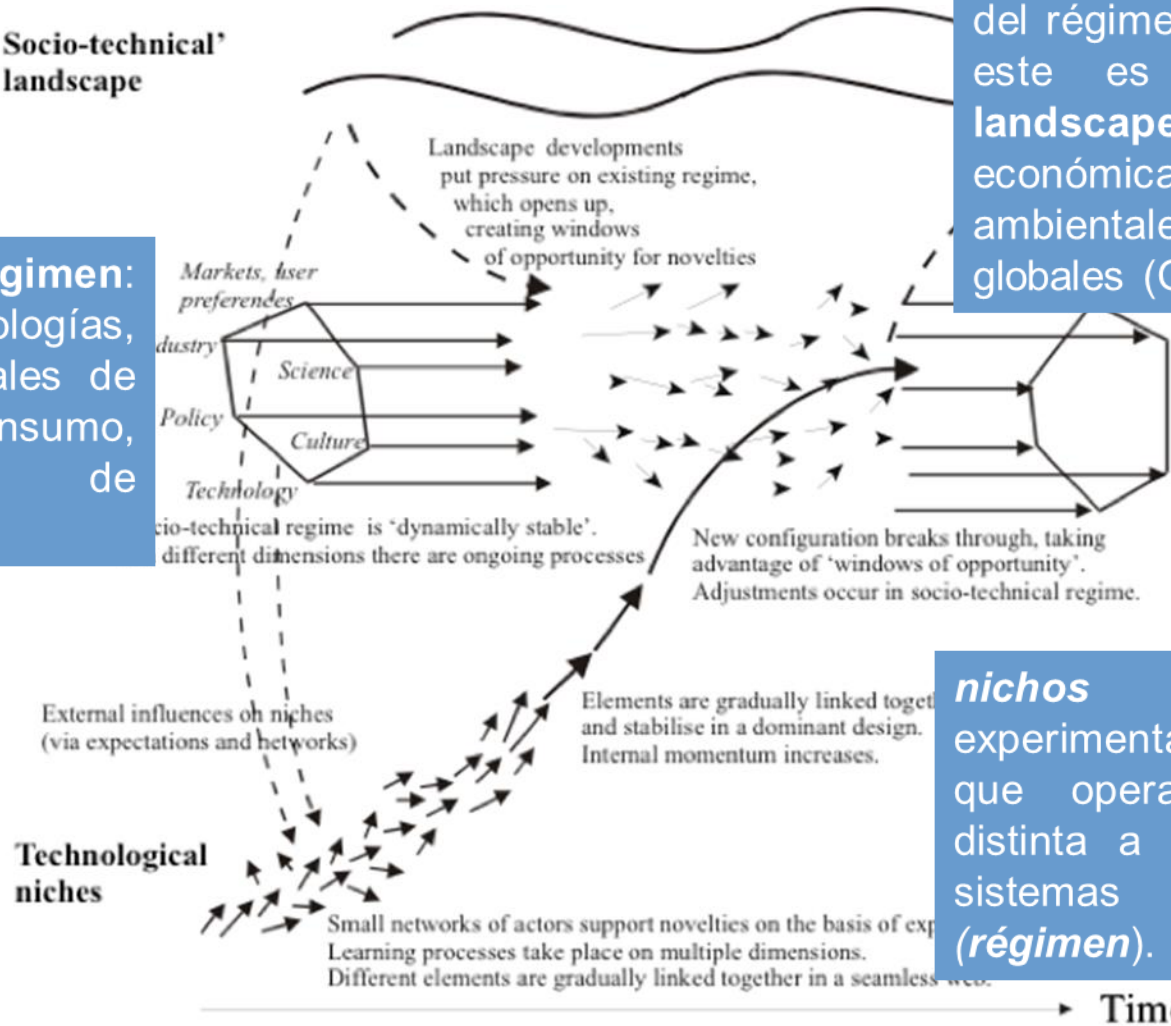 Socio-technical’
landscape
del régime
este es
landscape
económica
ambientale
globales (
Landscape developments
put pressure on existing regime,
which opens up,
creating windows
of opportunity for novelties
gimen:
ologías,
ales de
nsumo,
de
Markets, user
preferences
dustry
Science
Policy
Culture
Technology
cio-technical regime is ‘dynamically stable’.
different dimensions there are ongoing processes
New configuration breaks through, taking
advantage of ‘windows of opportunity’.
Adjustments occur in socio-technical regime.
External influences on niches
(via expectations and networks)
Elements are gradually linked toget
and stabilise in a dominant design.
Internal momentum increases.
nichos
experimenta
que opera
distinta a
sistemas
(régimen).
Technological
niches
Small networks of actors support novelties on the basis of exp
Learning processes take place on multiple dimensions.
Different elements are gradually linked together in a seamless web.
Tim